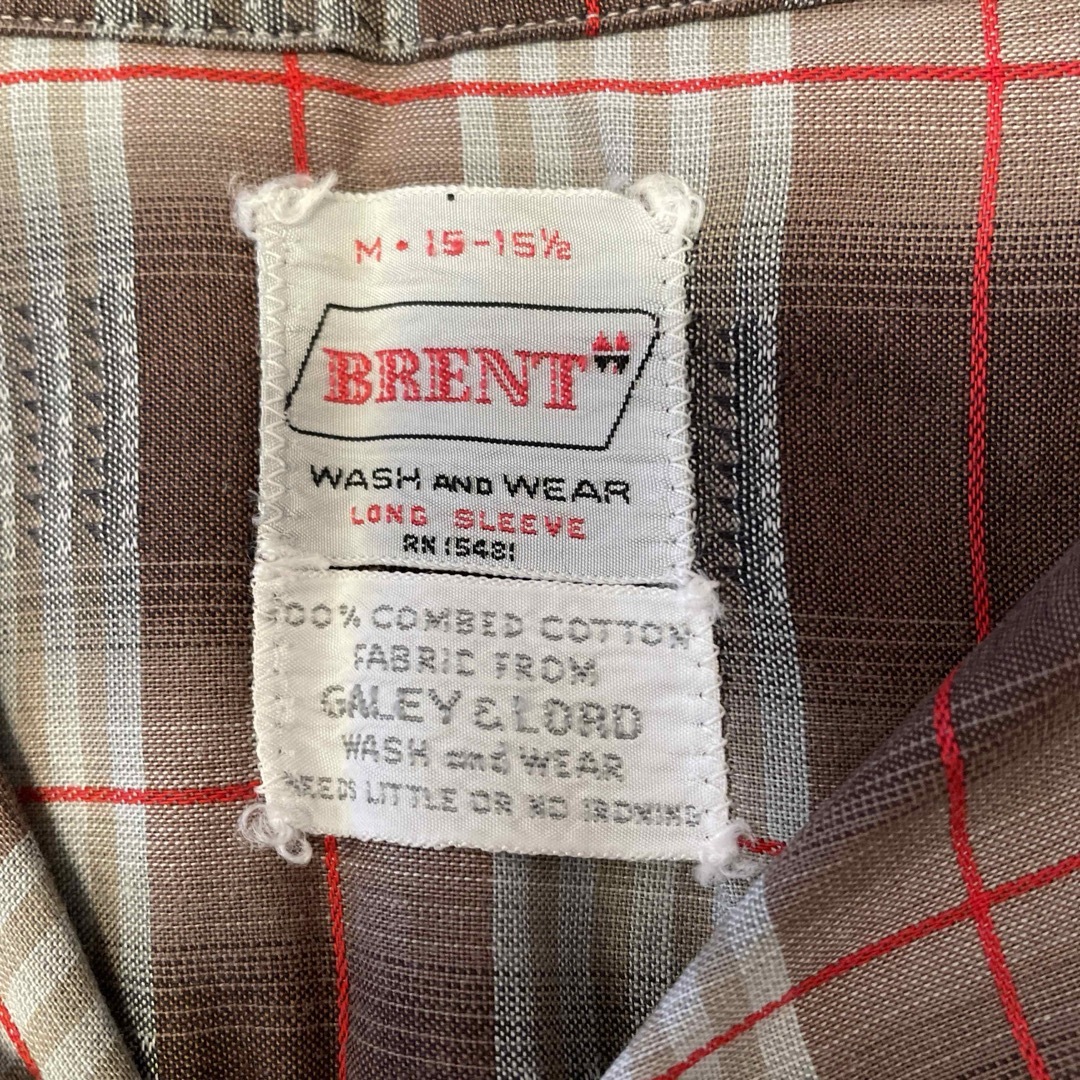 M • 15-15½
BRENT
WASH AND WEAR
LONG SLEEVE
RN 15431
100% COMBED COTTON
FABRIC FROM
GALEY & LORD
WASH and WEAR
NEEDS LITTLE OR NO IRONING